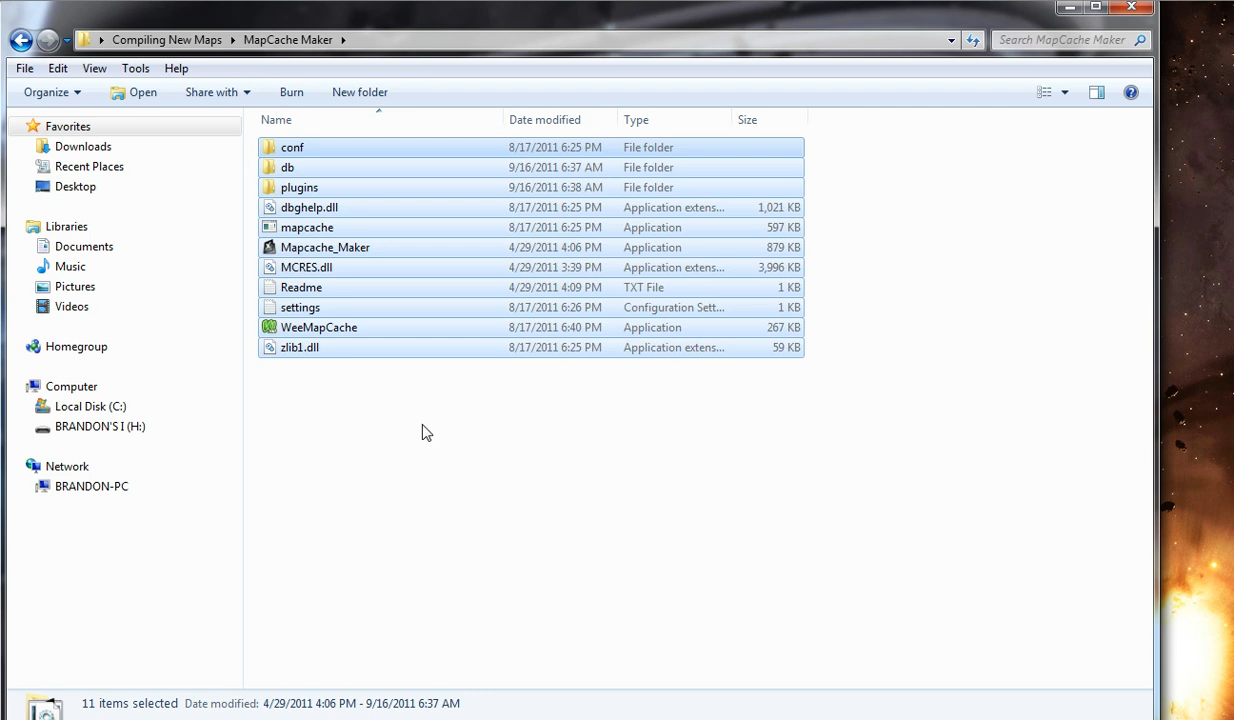 Compiling New Maps MapCache Maker Search MapCache Maker
File Edit View Tools Help
Organize Open Share with Burn New folder
Name Date modified Type Size
Favorites
Downloads
Recent Places
Desktop
Libraries
Documents
Music
Pictures
Videos
Homegroup
Computer
Local Disk (C:)
BRANDON'S I (H:)
Network
BRANDON-PC
conf 8/17/2011 6:25 PM File folder
db 9/16/2011 6:37 AM File folder
plugins 9/16/2011 6:38 AM File folder
dbghelp.dll 8/17/2011 6:25 PM Application extens... 1,021 KB
mapcache 8/17/2011 6:25 PM Application 597 KB
Mapcache_Maker 4/29/2011 4:06 PM Application 879 KB
MCRES.dll 4/29/2011 3:39 PM Application extens... 3,996 KB
Readme 4/29/2011 4:09 PM TXT File 1 KB
settings 8/17/2011 6:26 PM Configuration Sett... 1 KB
WeeMapCache 8/17/2011 6:40 PM Application 267 KB
zlib1.dll 8/17/2011 6:25 PM Application extens... 59 KB
11 items selected Date modified: 4/29/2011 4:06 PM - 9/16/2011 6:37 AM